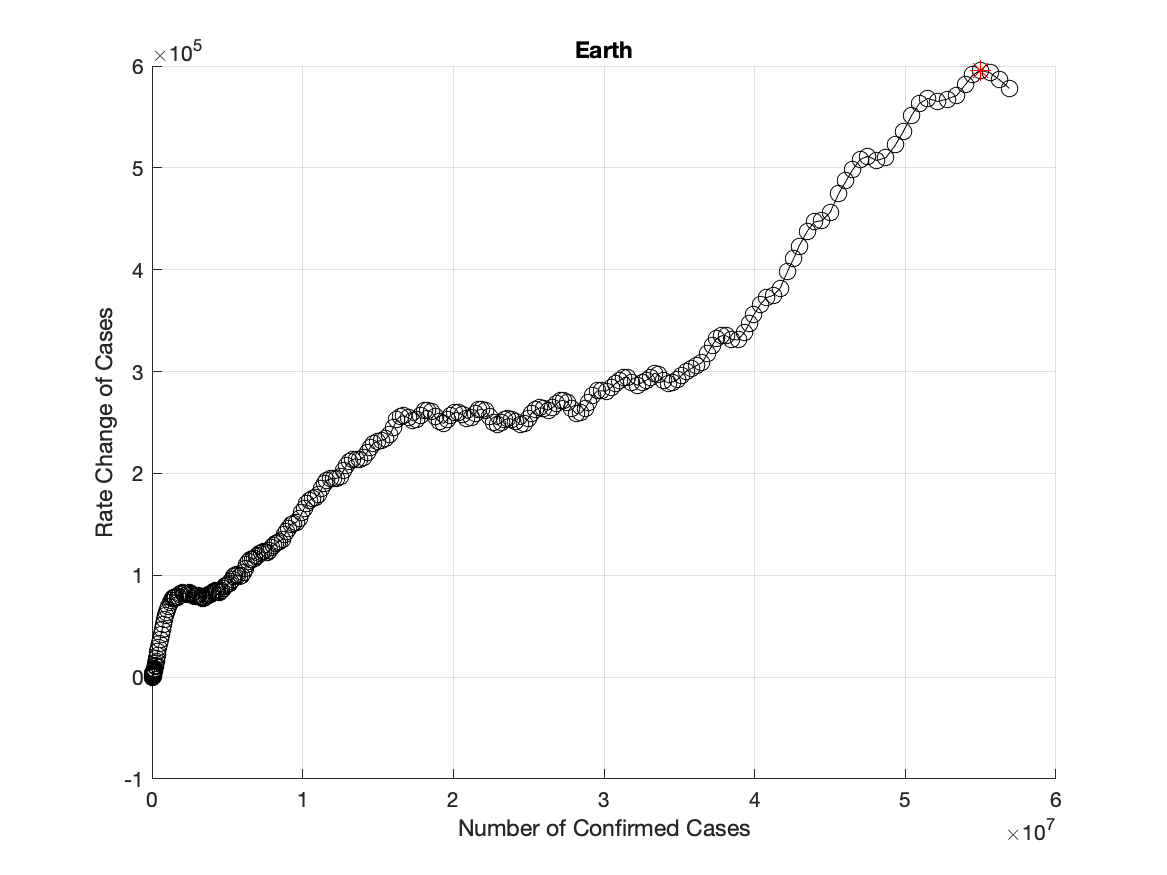 Earth
×10^5
6
5
4
3
2
1
0
-1
Rate Change of Cases
0 1 2 3 4 5 6
Number of Confirmed Cases
×10^7